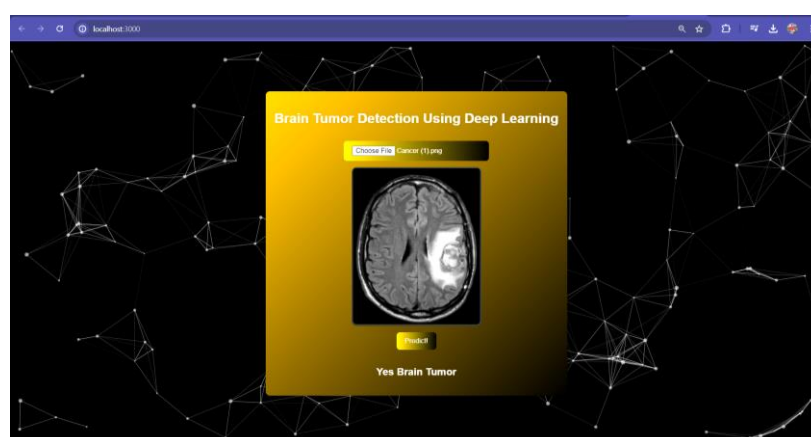 localhost:3000
Brain Tumor Detection Using Deep Learning
Choose File Cancer (1).png
Predict!
Yes Brain Tumor